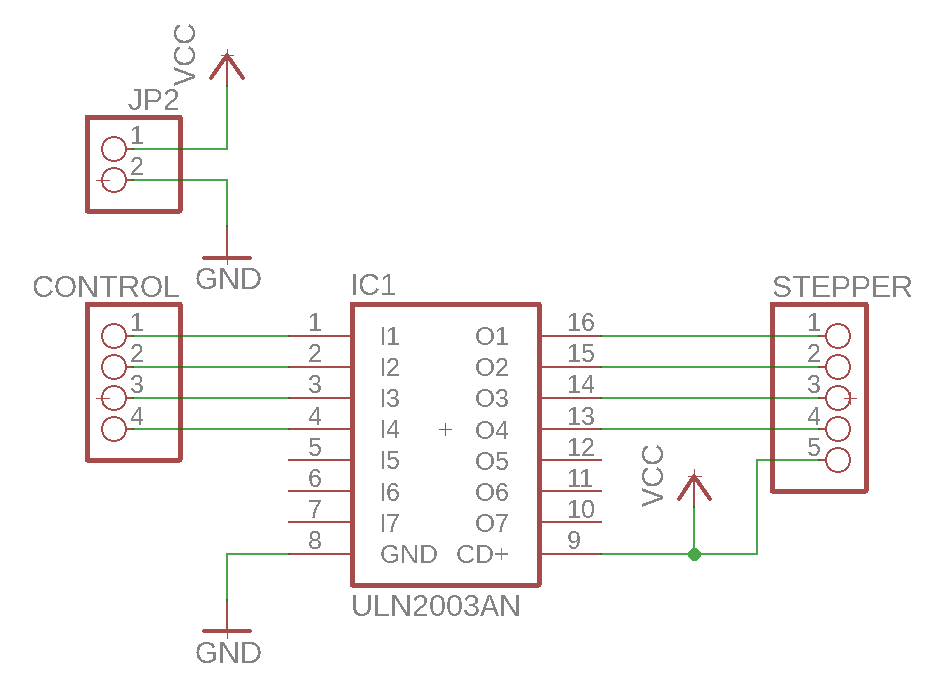 VCC
JP2
1
2
GND
CONTROL
1
2
3
4
IC1
1 I1 O1 16
2 I2 O2 15
3 I3 O3 14
4 I4 O4 13
5 I5 O5 12
6 I6 O6 11
7 I7 O7 10
8 GND CD+ 9
ULN2003AN
GND
VCC
STEPPER
1
2
3
4
5